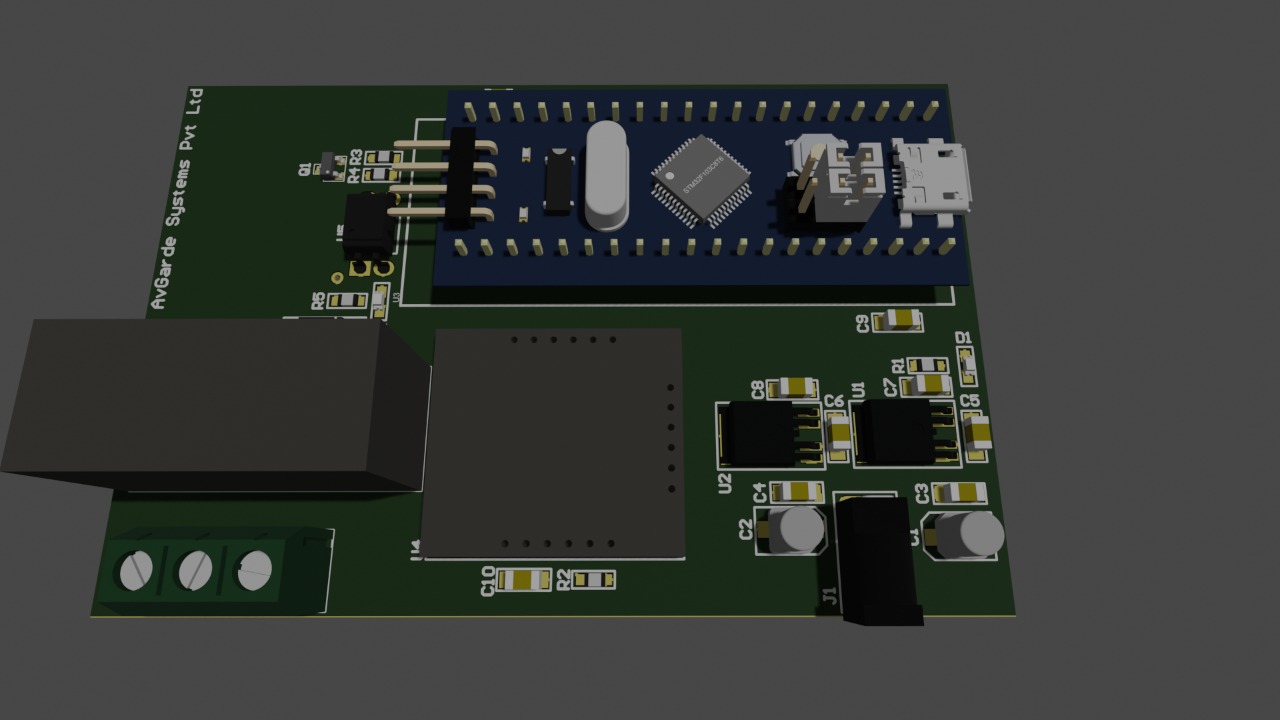 AvGarde Systems Pvt Ltd
Q1
R3
R4
STM32F103C8T6
R5
U3
C9
D1
R1
C8
C7
U1
C6
C5
U2
C4
C3
C2
C1
U4
J1
C10
R2